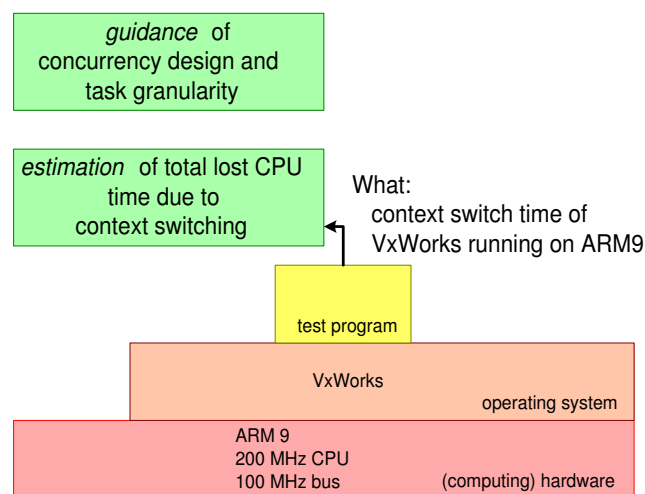 guidance of
concurrency design and
task granularity
estimation of total lost CPU
time due to
context switching
What:
context switch time of
VxWorks running on ARM9
test program
VxWorks
operating system
ARM 9
200 MHz CPU
100 MHz bus
(computing) hardware